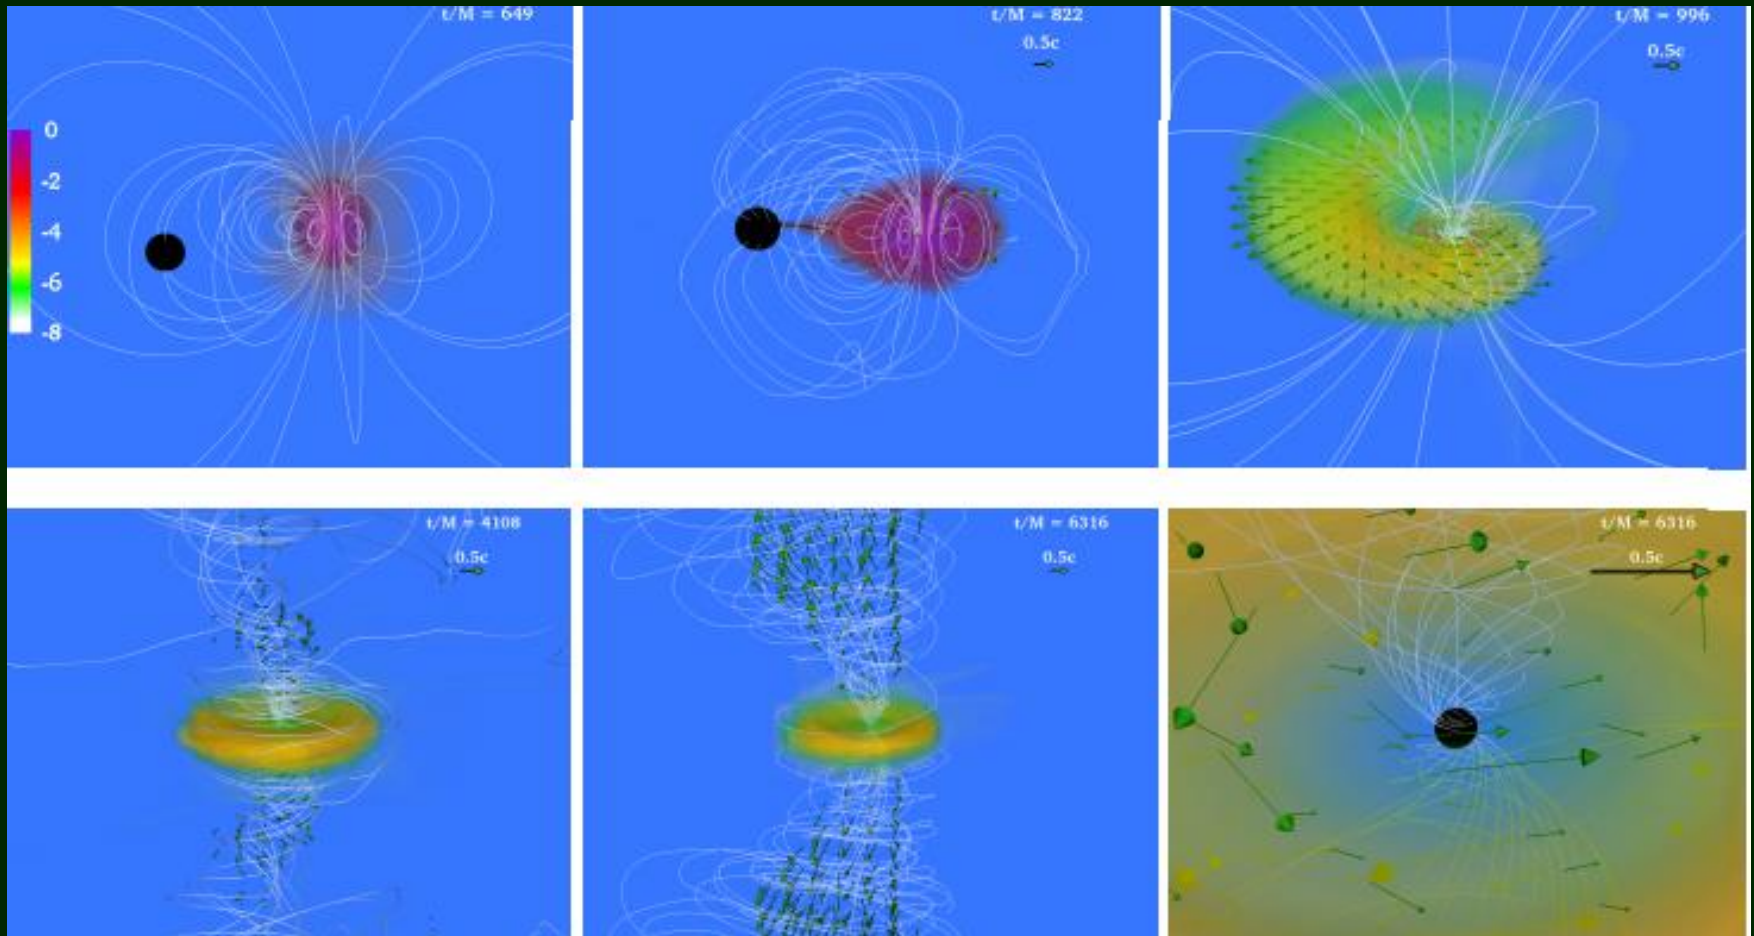 t/M = 649
0
-2
-4
-6
-8
t/M = 822
0.5c
t/M = 996
0.5c
t/M = 4108
0.5c
t/M = 6316
0.5c
t/M = 6316
0.5c